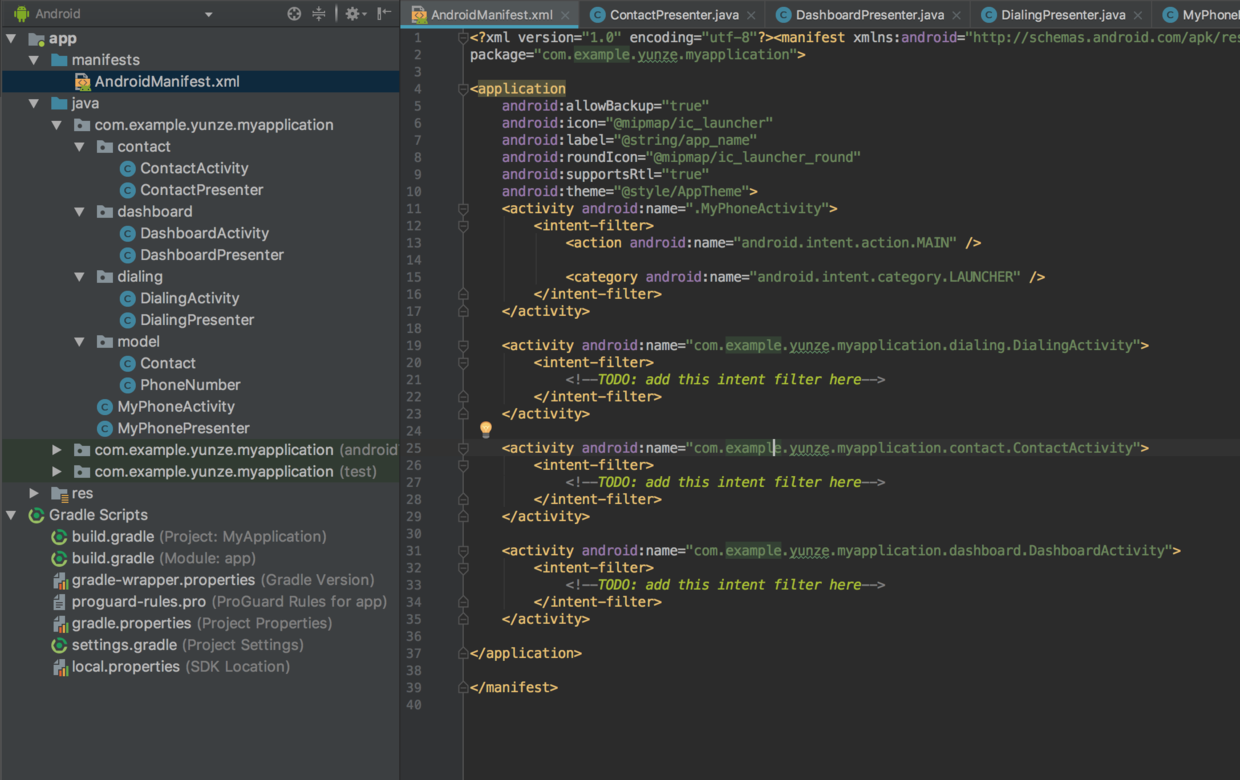 Android
app
manifests
AndroidManifest.xml
java
com.example.yunze.myapplication
contact
ContactActivity
ContactPresenter
dashboard
DashboardActivity
DashboardPresenter
dialing
DialingActivity
DialingPresenter
model
Contact
PhoneNumber
MyPhoneActivity
MyPhonePresenter
com.example.yunze.myapplication (android
com.example.yunze.myapplication (test)
res
Gradle Scripts
build.gradle (Project: MyApplication)
build.gradle (Module: app)
gradle-wrapper.properties (Gradle Version)
proguard-rules.pro (ProGuard Rules for app)
gradle.properties (Project Properties)
settings.gradle (Project Settings)
local.properties (SDK Location)
AndroidManifest.xml ContactPresenter.java DashboardPresenter.java DialingPresenter.java MyPhoneP
1 <?xml version="1.0" encoding="utf-8"?><manifest xmlns:android="http://schemas.android.com/apk/res
2 package="com.example.yunze.myapplication">
3
4 <application
5 android:allowBackup="true"
6 android:icon="@mipmap/ic_launcher"
7 android:label="@string/app_name"
8 android:roundIcon="@mipmap/ic_launcher_round"
9 android:supportsRtl="true"
10 android:theme="@style/AppTheme">
11 <activity android:name=".MyPhoneActivity">
12 <intent-filter>
13 <action android:name="android.intent.action.MAIN" />
14
15 <category android:name="android.intent.category.LAUNCHER" />
16 </intent-filter>
17 </activity>
18
19 <activity android:name="com.example.yunze.myapplication.dialing.DialingActivity">
20 <intent-filter>
21 <!--TODO: add this intent filter here-->
22 </intent-filter>
23 </activity>
24
25 <activity android:name="com.example.yunze.myapplication.contact.ContactActivity">
26 <intent-filter>
27 <!--TODO: add this intent filter here-->
28 </intent-filter>
29 </activity>
30
31 <activity android:name="com.example.yunze.myapplication.dashboard.DashboardActivity">
32 <intent-filter>
33 <!--TODO: add this intent filter here-->
34 </intent-filter>
35 </activity>
36
37 </application>
38
39 </manifest>
40